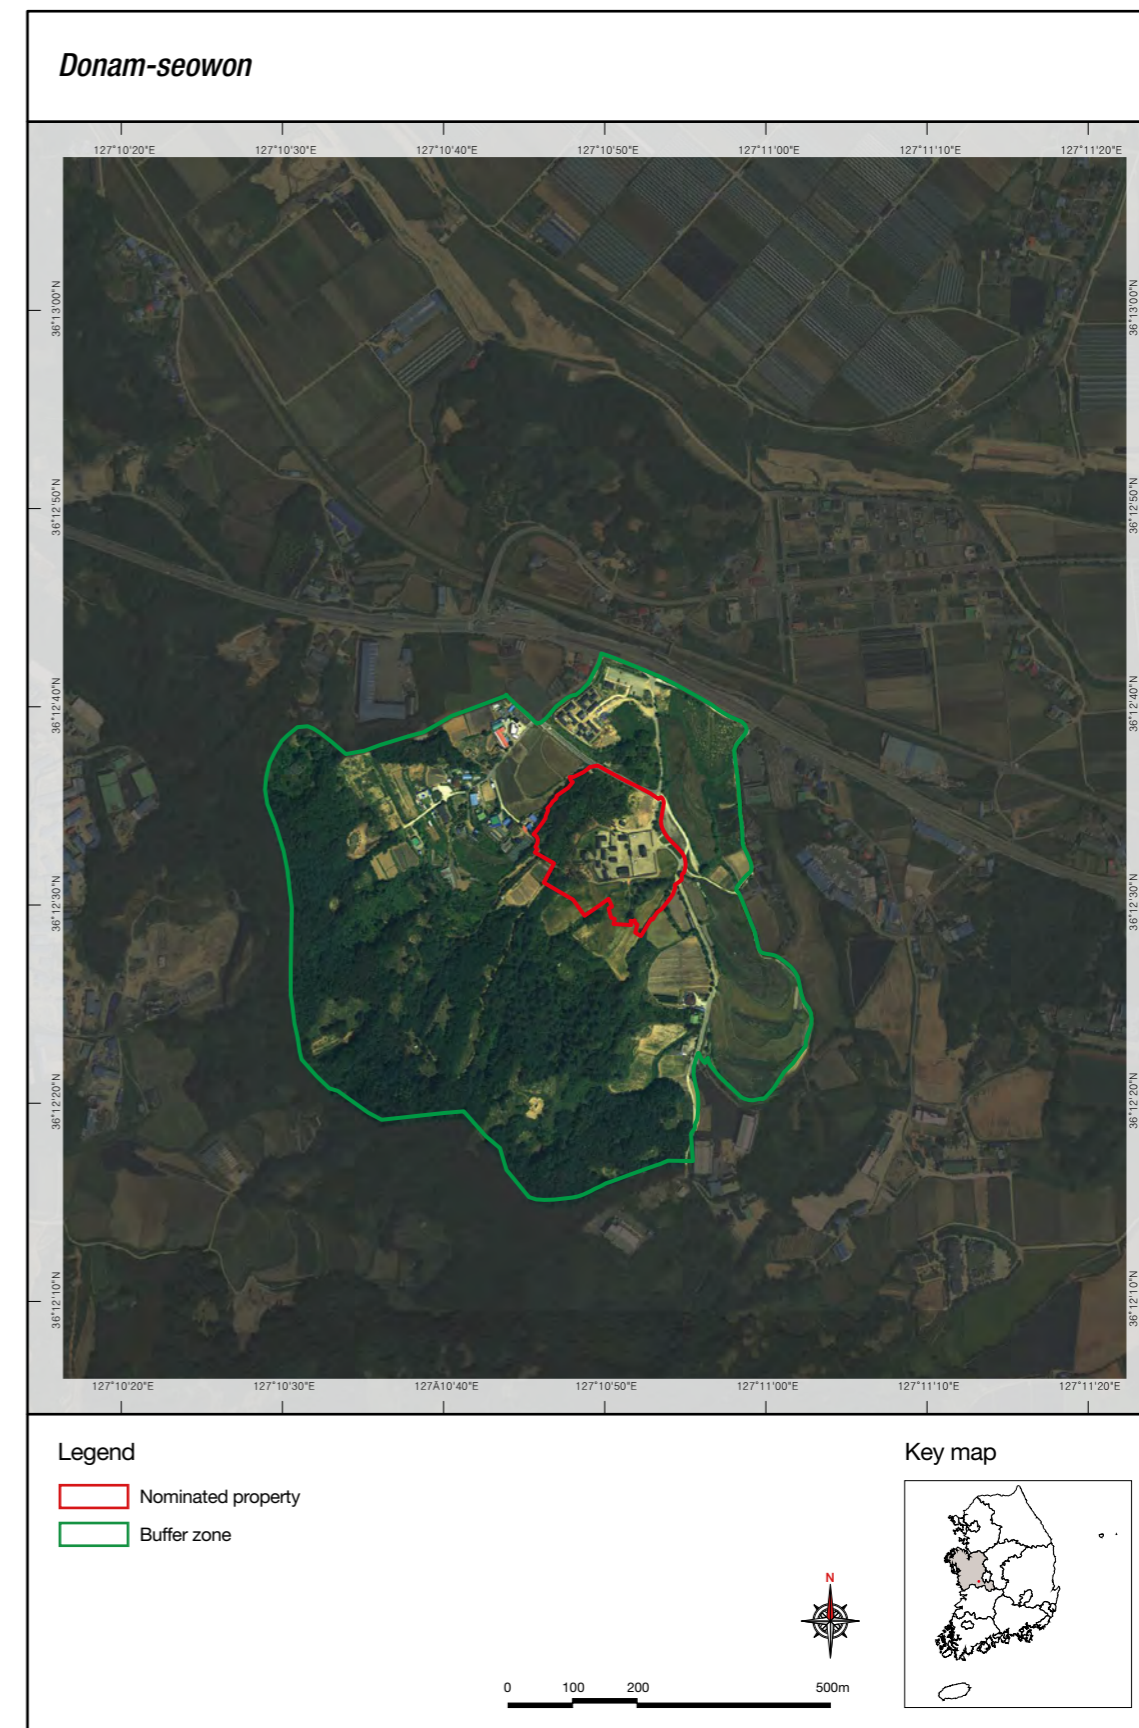 Donam-seowon
127°10'20"E 127°10'30"E 127°10'40"E 127°10'50"E 127°11'00"E 127°11'10"E 127°11'20"E
36°13'00"N 36°13'00"N
36°12'50"N 36°12'50"N
36°12'40"N 36°12'40"N
36°12'30"N 36°12'30"N
36°12'20"N 36°12'20"N
36°12'10"N 36°12'10"N
127°10'20"E 127°10'30"E 127Â10'40"E 127°10'50"E 127°11'00"E 127°11'10"E 127°11'20"E
Legend
Nominated property
Buffer zone
Key map
N
0 100 200 500m